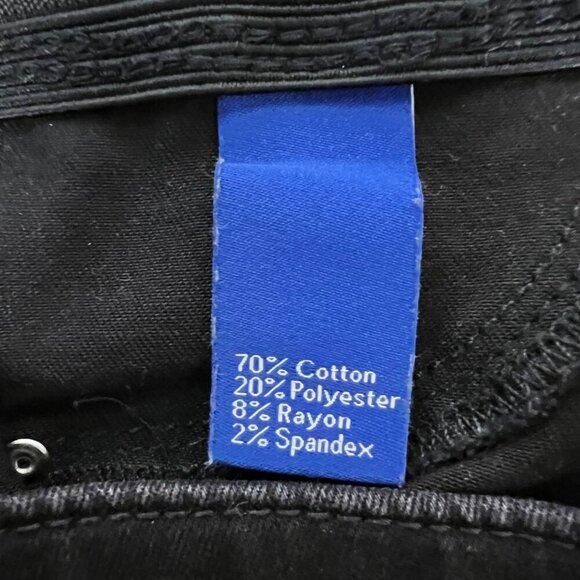 70% Cotton
20% Polyester
8% Rayon
2% Spandex